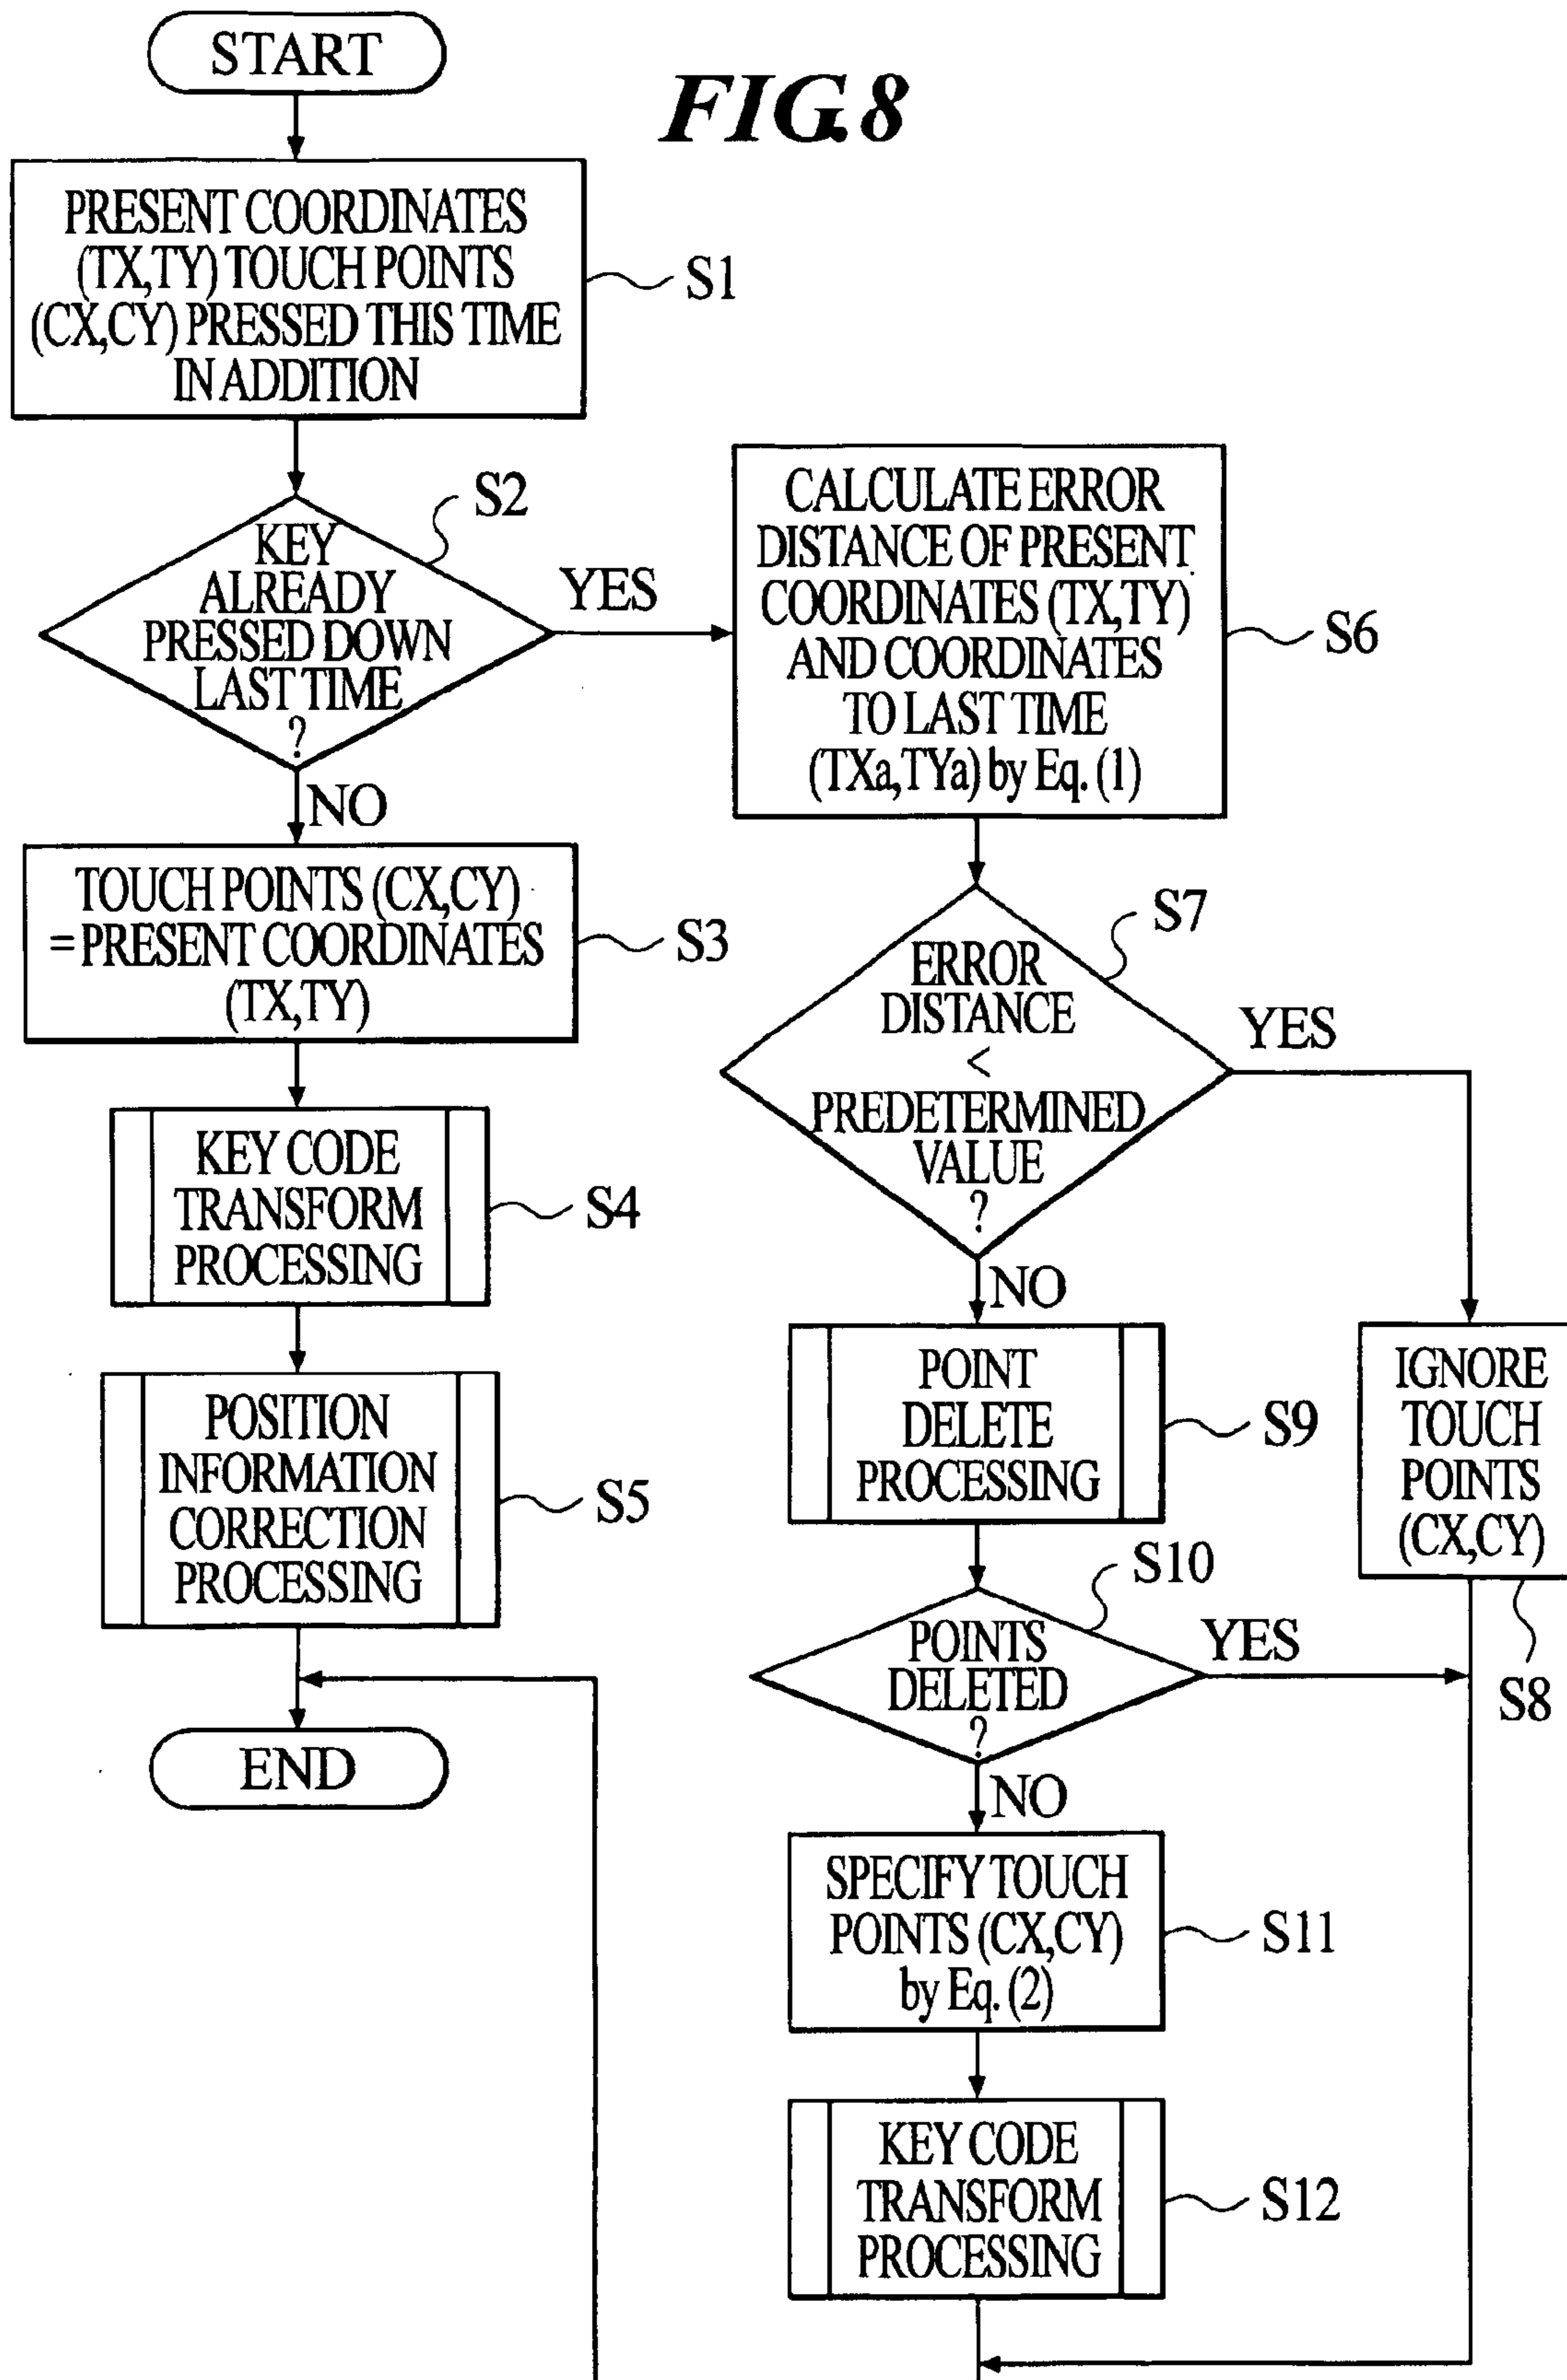 START
FIG.8
PRESENT COORDINATES
(TX,TY) TOUCH POINTS
(CX,CY) PRESSED THIS TIME
IN ADDITION
S1
KEY
ALREADY
PRESSED DOWN
LAST TIME
?
S2
YES
NO
TOUCH POINTS (CX,CY)
= PRESENT COORDINATES
(TX,TY)
S3
KEY CODE
TRANSFORM
PROCESSING
S4
POSITION
INFORMATION
CORRECTION
PROCESSING
S5
END
CALCULATE ERROR
DISTANCE OF PRESENT
COORDINATES (TX,TY)
AND COORDINATES
TO LAST TIME
(TXa,TYa) by Eq. (1)
S6
ERROR
DISTANCE
<
PREDETERMINED
VALUE
?
S7
YES
NO
IGNORE
TOUCH
POINTS
(CX,CY)
S8
POINT
DELETE
PROCESSING
S9
POINTS
DELETED
?
S10
YES
NO
SPECIFY TOUCH
POINTS (CX,CY)
by Eq. (2)
S11
KEY CODE
TRANSFORM
PROCESSING
S12